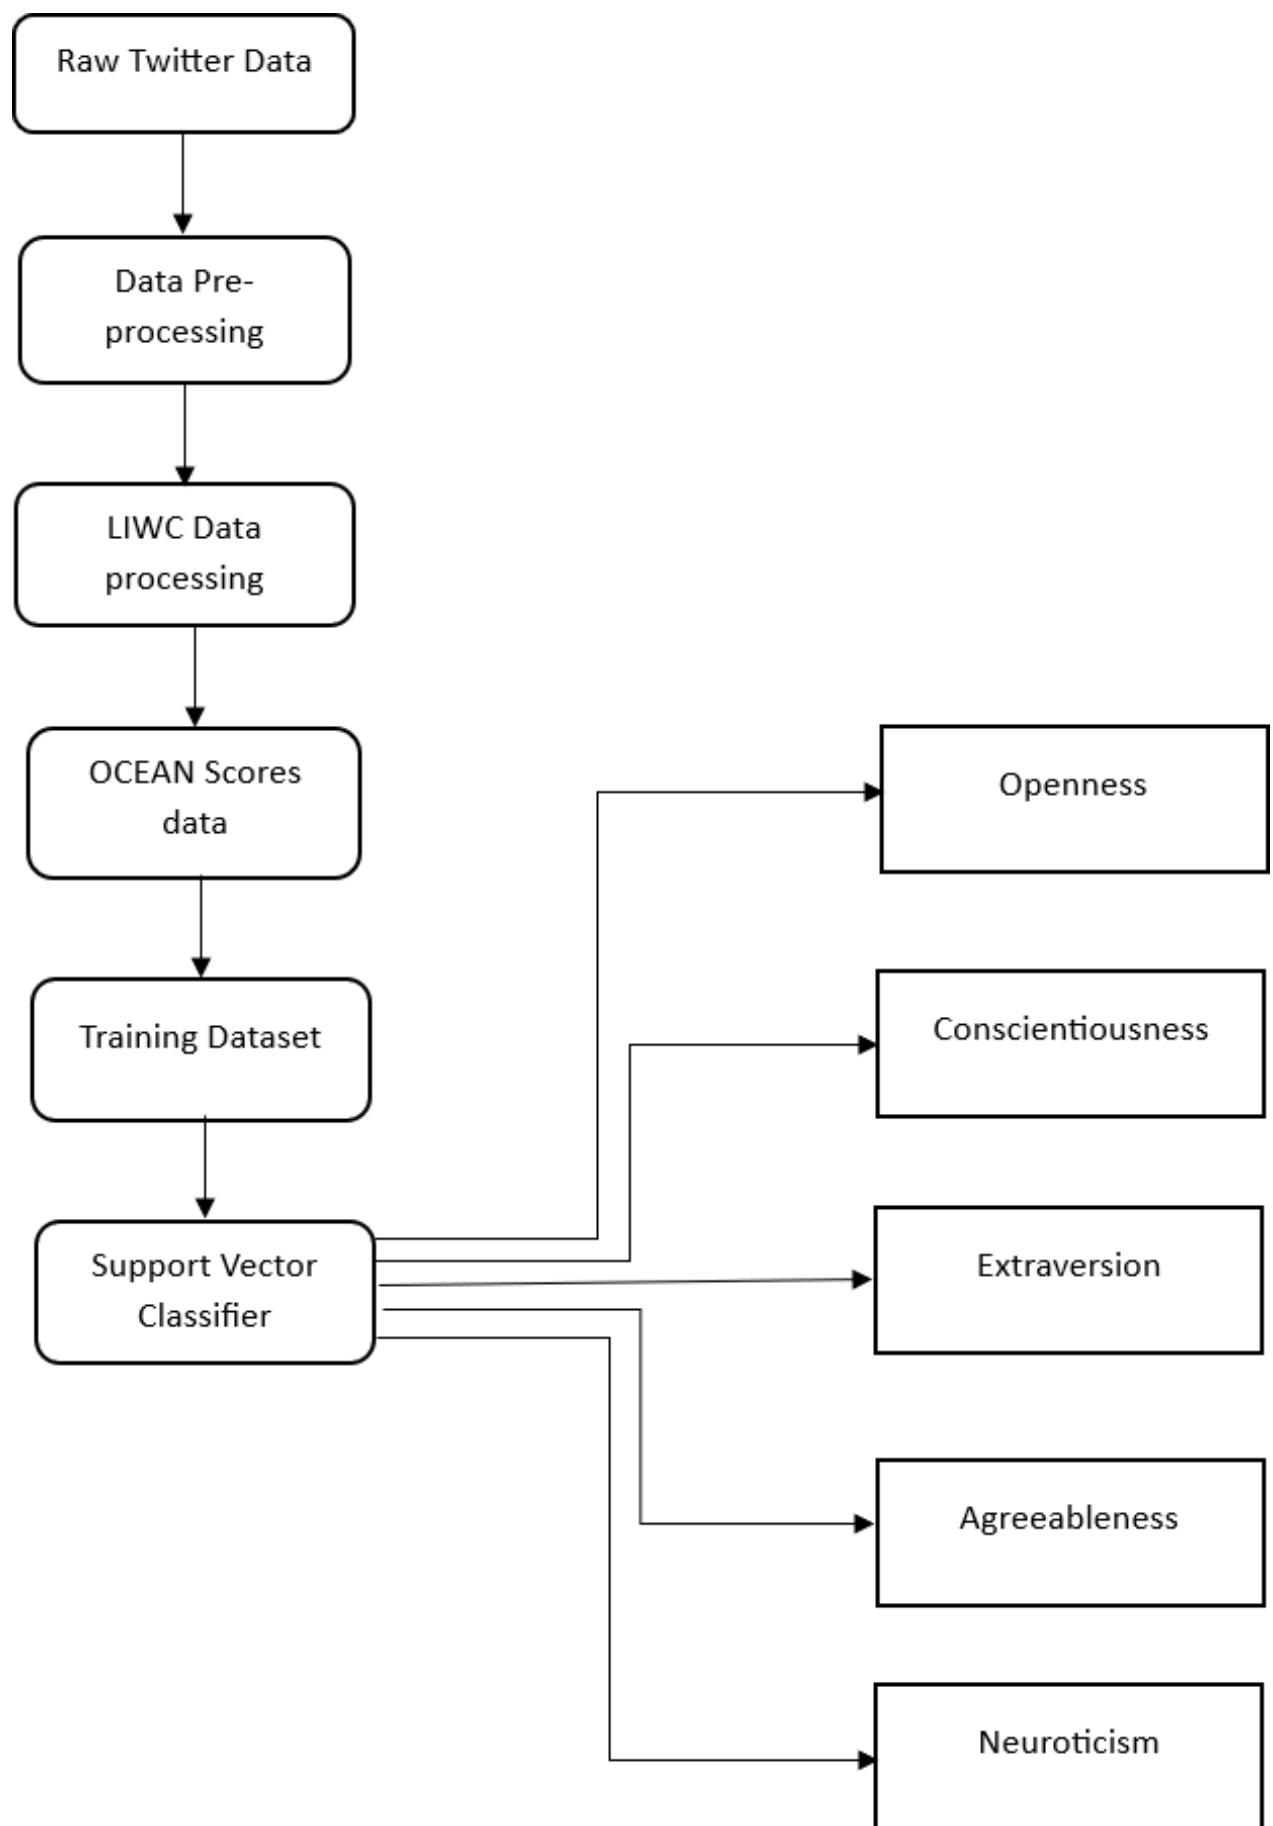 Raw Twitter Data
Data Pre-
processing
LIWC Data
processing
OCEAN Scores
data
Training Dataset
Support Vector
Classifier
Openness
Conscientiousness
Extraversion
Agreeableness
Neuroticism